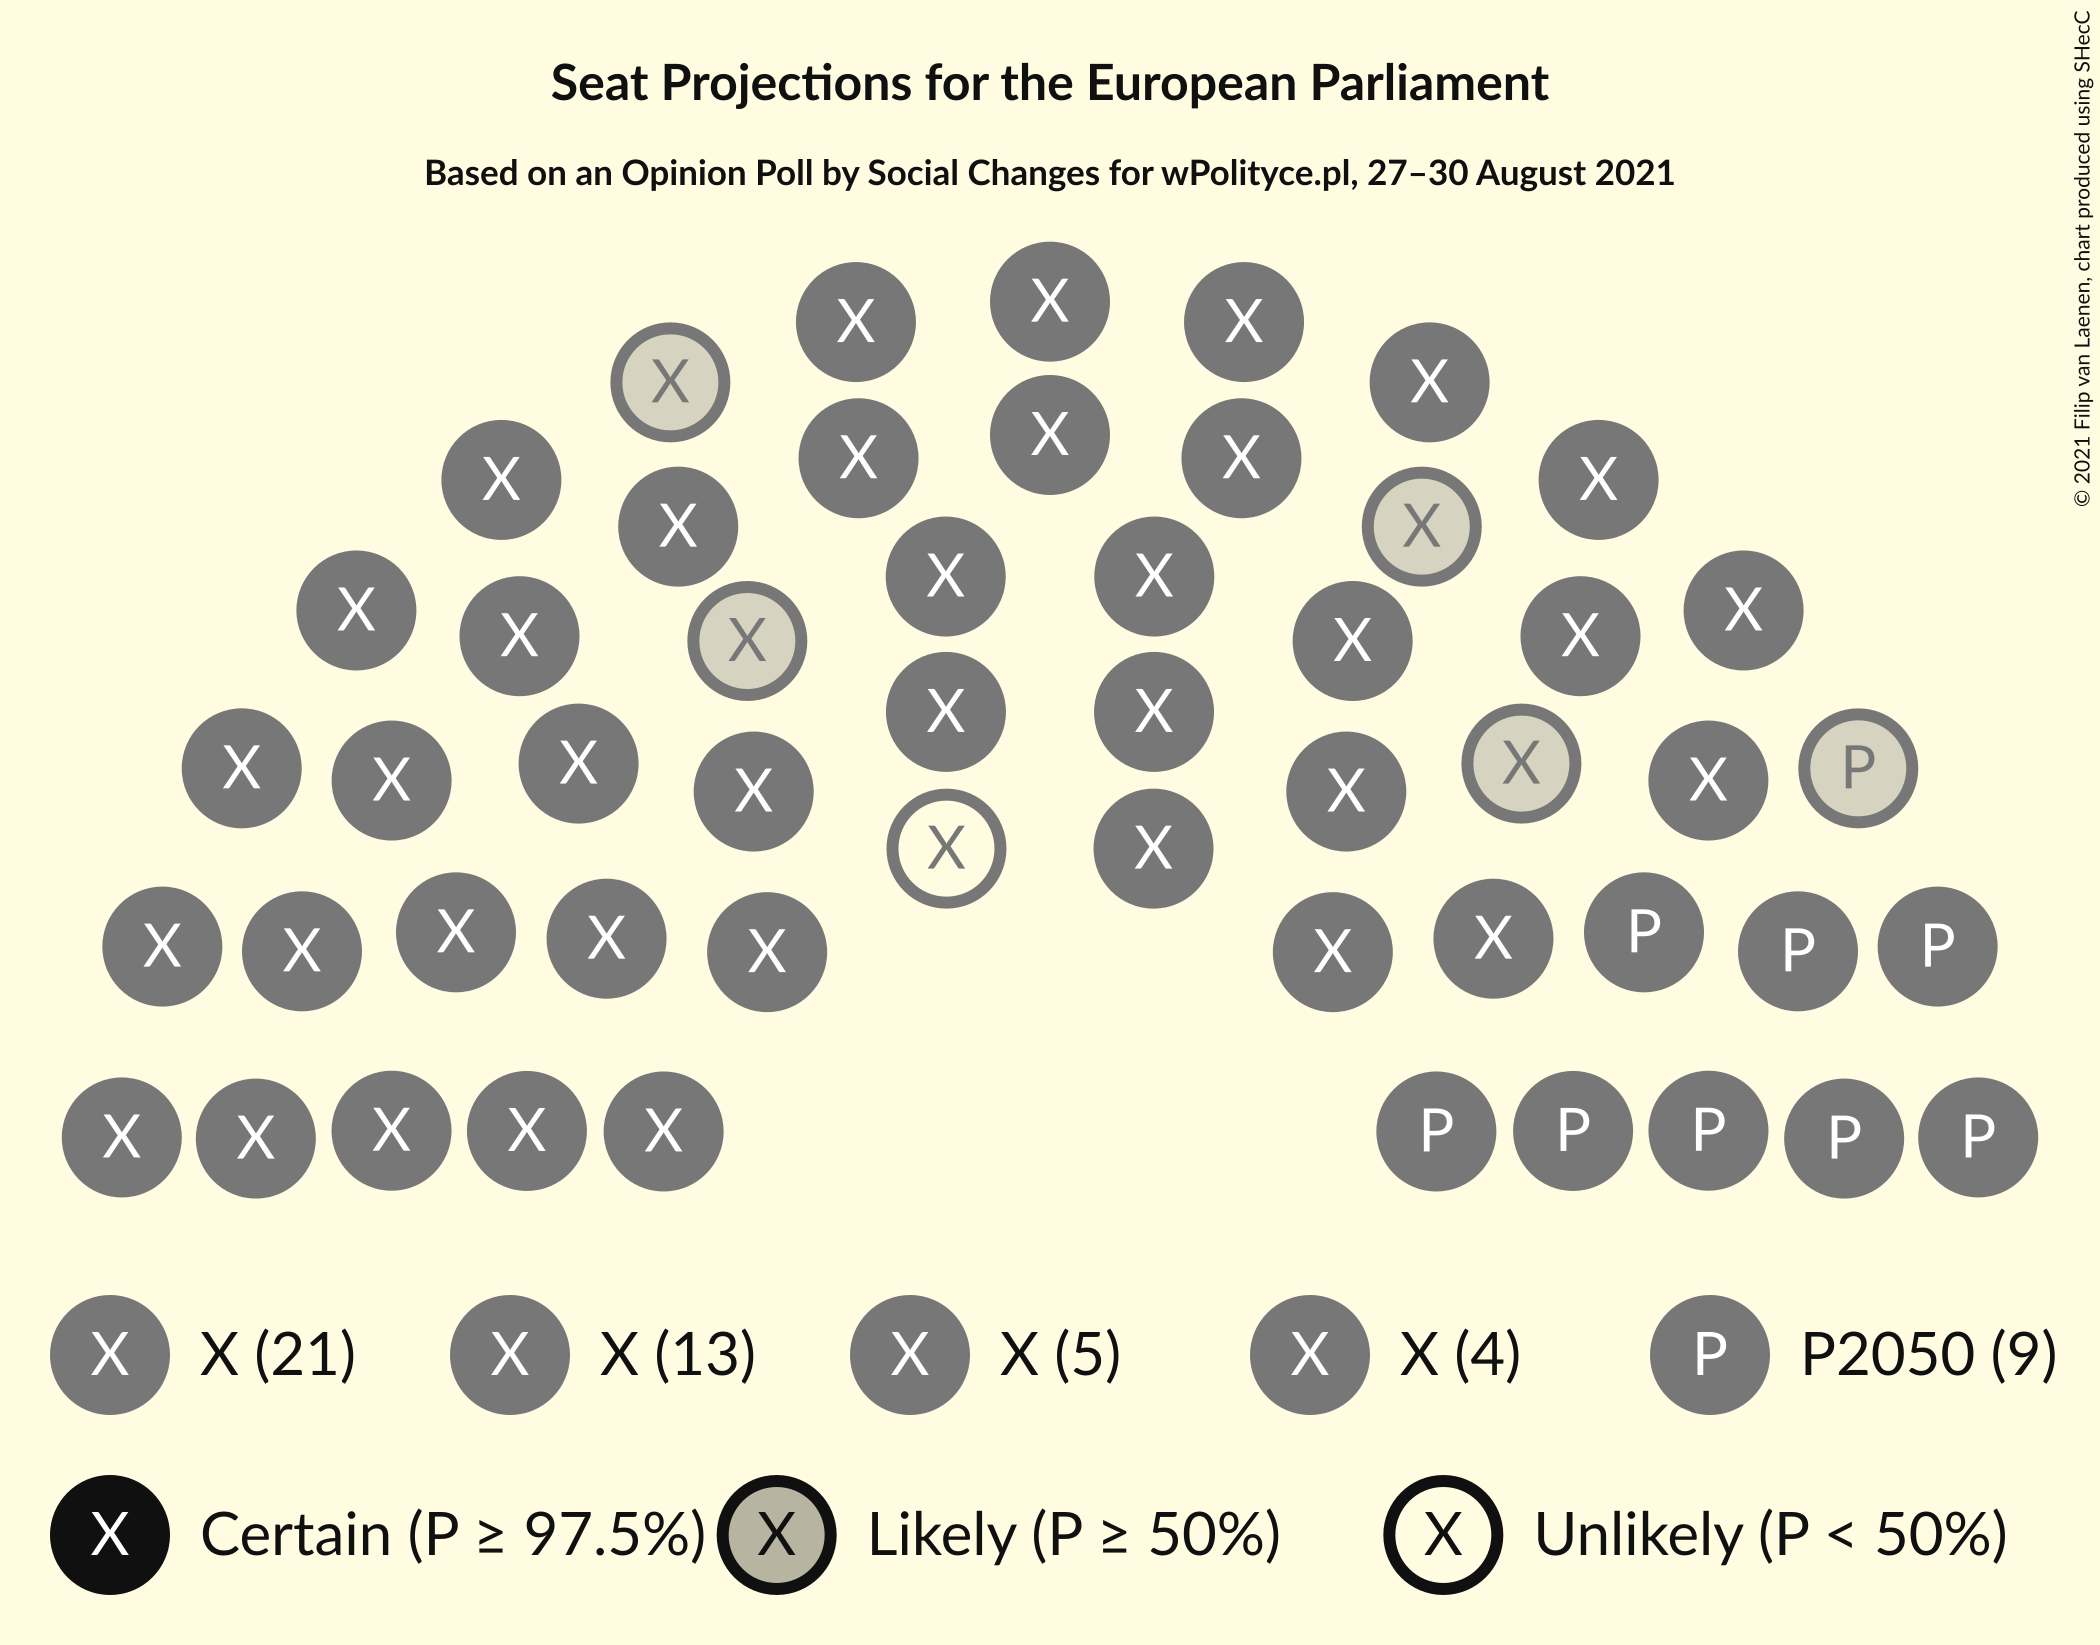 Seat Projections for the European Parliament
Based on an Opinion Poll by Social Changes for wPolityce.pl, 27–30 August 2021
© 2021 Filip van Laenen, chart produced using SHecC
X X X
X X
X X X X X
X X X X
X X X X X X
X X
X X X X X X X P
X X
X X X X X X X P P P
X X X X X P P P P P
X X (21) X X (13) X X (5) X X (4) P P2050 (9)
X Certain (P ≥ 97.5%) X Likely (P ≥ 50%) X Unlikely (P < 50%)